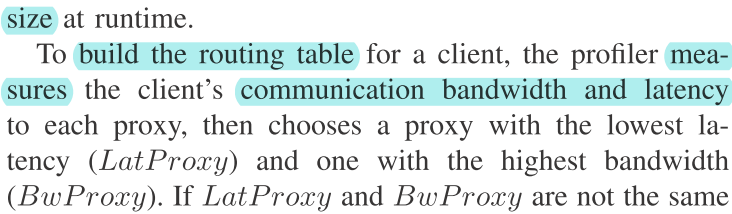 size at runtime.
To build the routing table for a client, the profiler mea-
sures the client's communication bandwidth and latency
to each proxy, then chooses a proxy with the lowest la-
tency (LatProxy) and one with the highest bandwidth
(BwProxy). If LatProxy and BwProxy are not the same